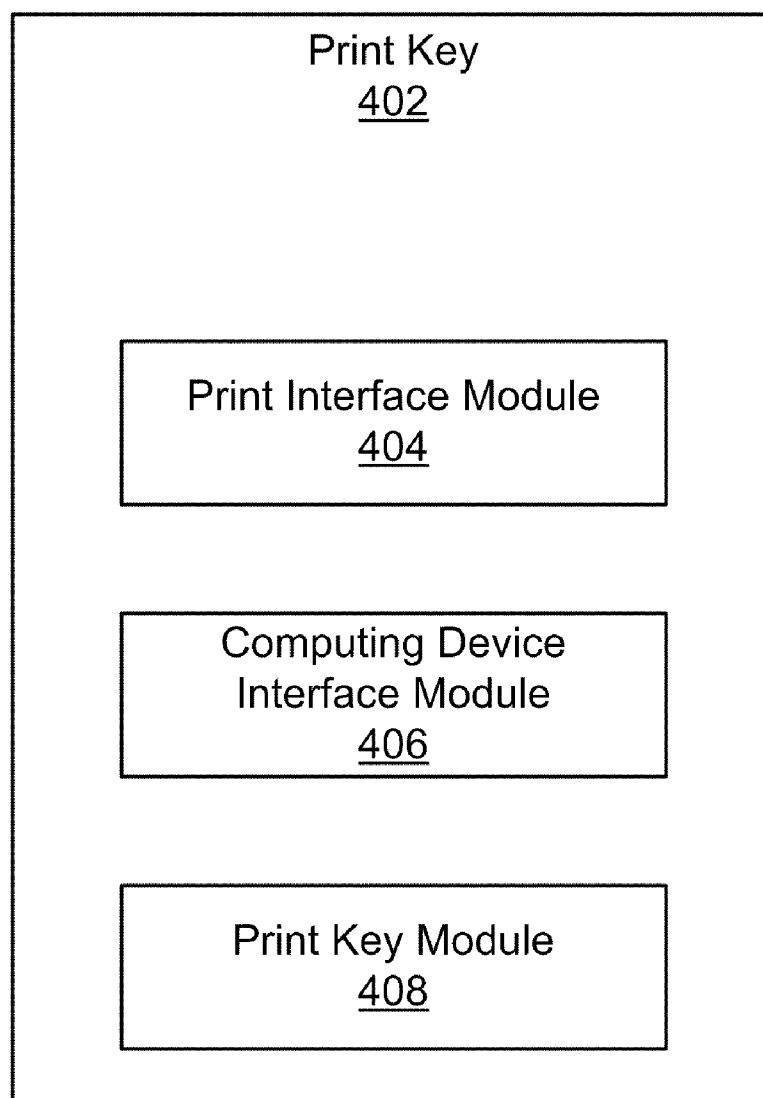 Print Key
402
Print Interface Module
404
Computing Device
Interface Module
406
Print Key Module
408